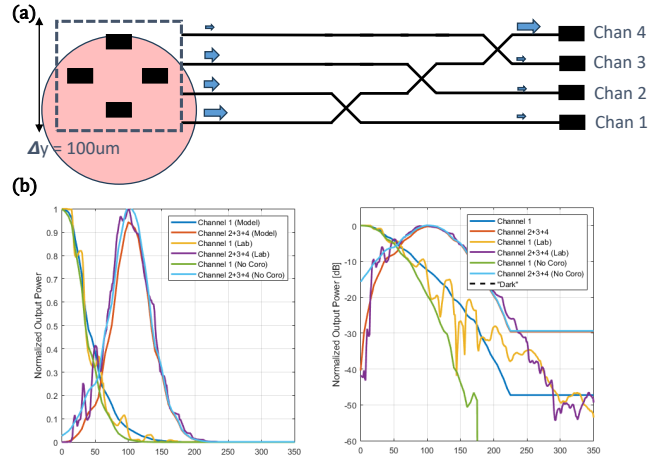 (a)
Chan 4
Chan 3
Chan 2
Chan 1
Δy = 100um
(b)
Normalized Output Power
1
0.9
0.8
0.7
0.6
0.5
0.4
0.3
0.2
0.1
0
0
50
100
150
200
250
300
350
Channel 1 (Model)
Channel 2+3+4 (Model)
Channel 1 (Lab)
Channel 2+3+4 (Lab)
Channel 1 (No Coro)
Channel 2+3+4 (No Coro)
Normalized Output Power [dB]
0
-10
-20
-30
-40
-50
-60
0
50
100
150
200
250
300
350
Channel 1
Channel 2+3+4
Channel 1 (Lab)
Channel 2+3+4 (Lab)
Channel 1 (No Coro)
Channel 2+3+4 (No Coro)
"Dark"